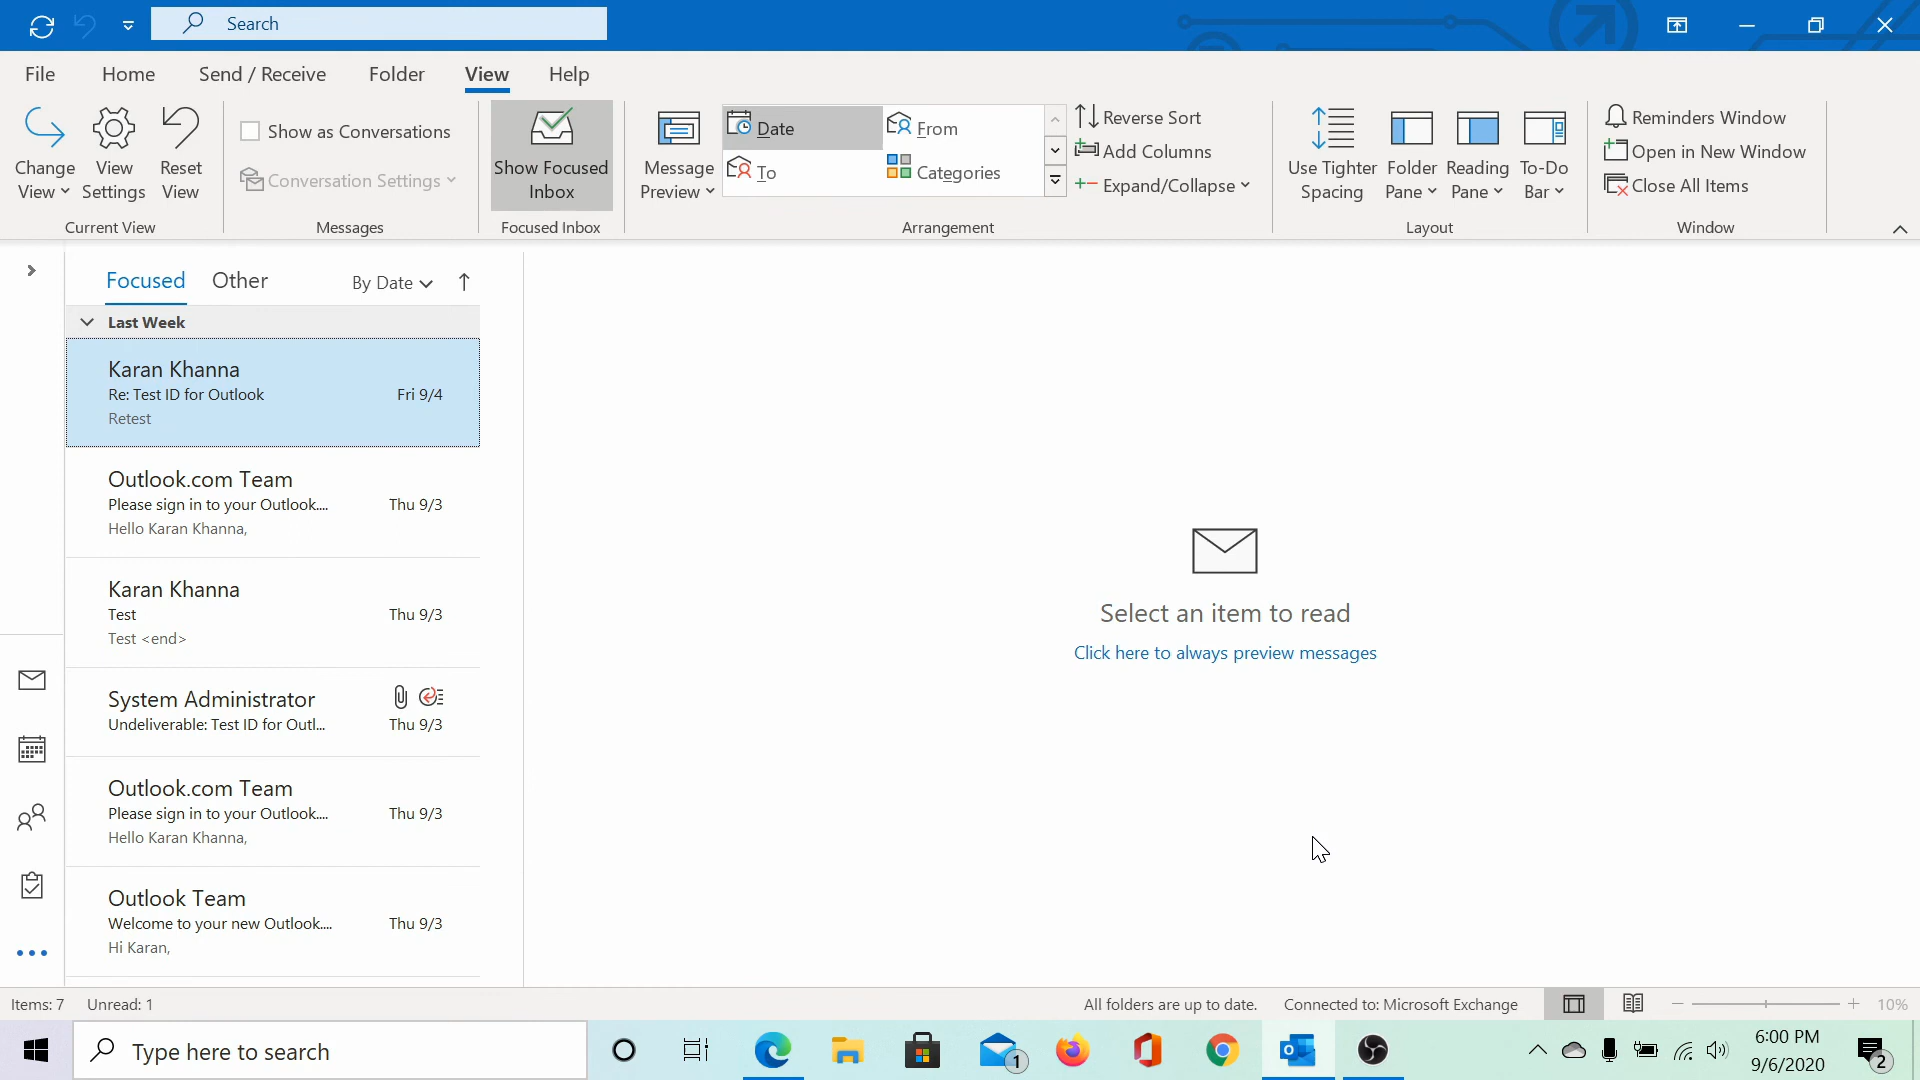 Search
File Home Send / Receive Folder View Help
Change View
View Settings
Reset View
Current View
Show as Conversations
Conversation Settings
Messages
Show Focused Inbox
Focused Inbox
Message Preview
Date
From
To
Categories
Reverse Sort
Add Columns
Expand/Collapse
Arrangement
Use Tighter Spacing
Folder Pane
Reading Pane
To-Do Bar
Layout
Reminders Window
Open in New Window
Close All Items
Window
Focused Other By Date
Last Week
Karan Khanna
Re: Test ID for Outlook Fri 9/4
Retest
Outlook.com Team
Please sign in to your Outlook.... Thu 9/3
Hello Karan Khanna,
Karan Khanna
Test Thu 9/3
Test <end>
System Administrator
Undeliverable: Test ID for Outl... Thu 9/3
Outlook.com Team
Please sign in to your Outlook.... Thu 9/3
Hello Karan Khanna,
Outlook Team
Welcome to your new Outlook.... Thu 9/3
Hi Karan,
Select an item to read
Click here to always preview messages
Items: 7 Unread: 1 All folders are up to date. Connected to: Microsoft Exchange 10%
Type here to search
1
6:00 PM
9/6/2020
2